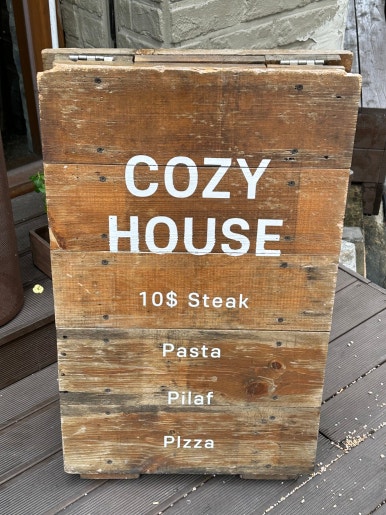 COZY
HOUSE
10$ Steak
Pasta
Pilaf
PIzza